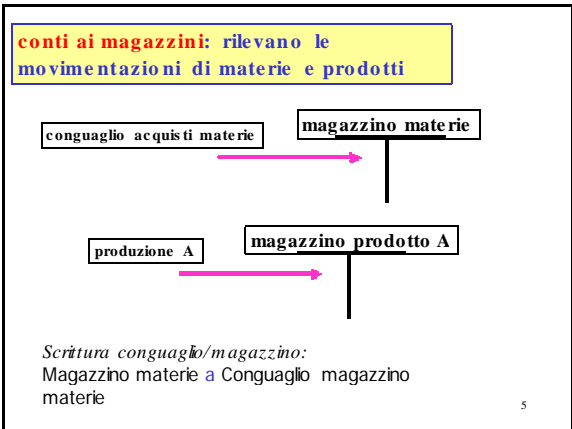 conti ai magazzini: rilevano le
movimentazioni di materie e prodotti
conguaglio acquisti materie
magazzino materie
produzione A
magazzino prodotto A
Scrittura conguaglio/magazzino:
Magazzino materie a Conguaglio magazzino
materie
5